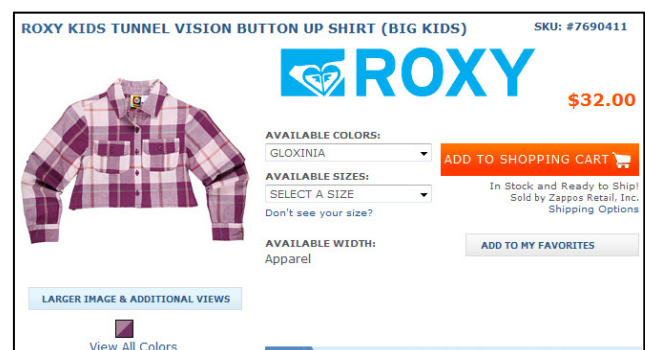 ROXY KIDS TUNNEL VISION BUTTON UP SHIRT (BIG KIDS)
SKU: #7690411
ROXY
$32.00
AVAILABLE COLORS:
GLOXINIA
ADD TO SHOPPING CART
AVAILABLE SIZES:
SELECT A SIZE
Don't see your size?
In Stock and Ready to Ship!
Sold by Zappos Retail, Inc.
Shipping Options
AVAILABLE WIDTH:
Apparel
ADD TO MY FAVORITES
LARGER IMAGE & ADDITIONAL VIEWS
View All Colors